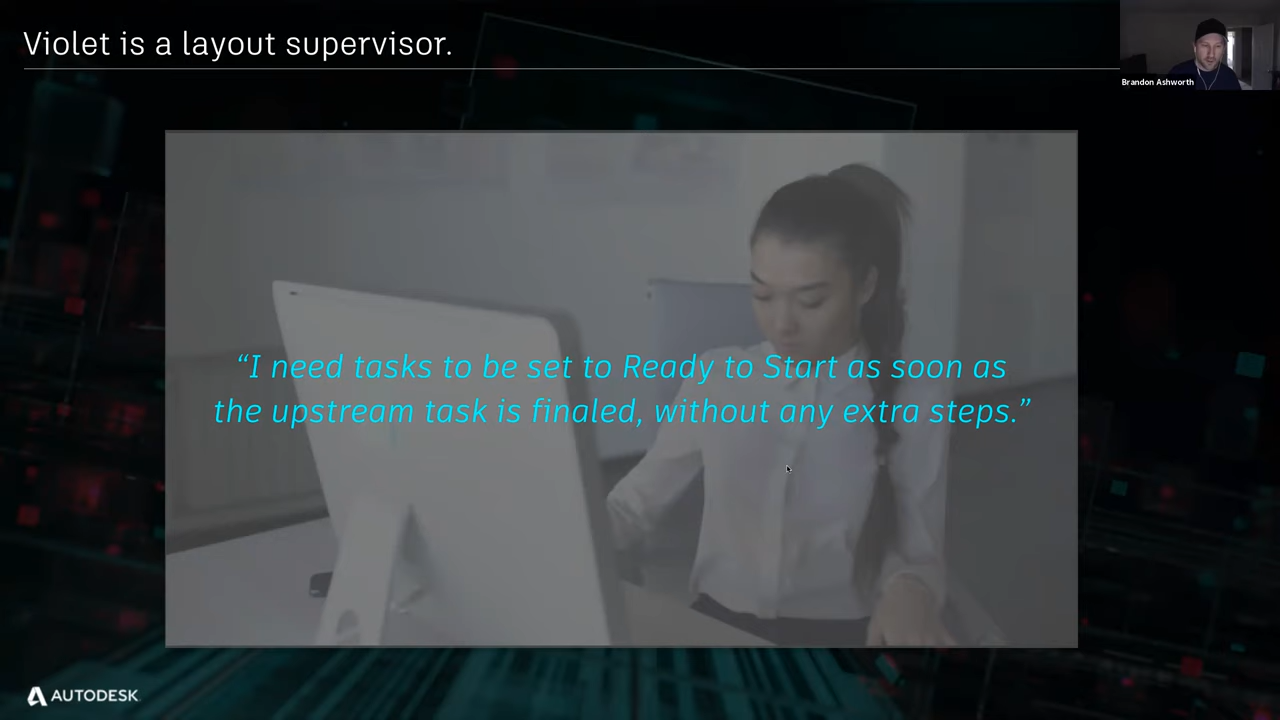 Violet is a layout supervisor.
Brandon Ashworth
“I need tasks to be set to Ready to Start as soon as
the upstream task is finaled, without any extra steps.”
AUTODESK